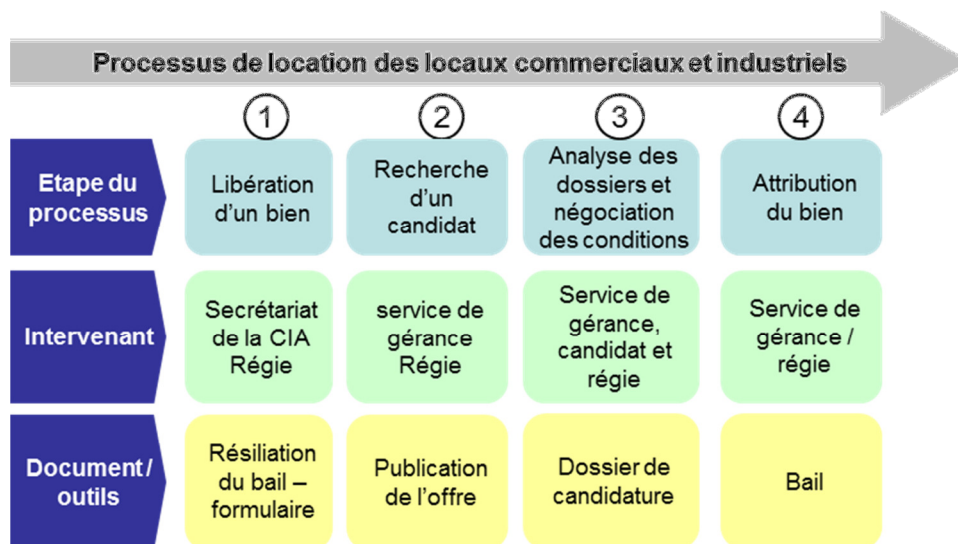 Processus de location des locaux commerciaux et industriels
1
2
3
4
Etape du
processus
Libération
d'un bien
Recherche
d'un
candidat
Analyse des
dossiers et
négociation
des conditions
Attribution
du bien
Intervenant
Secrétariat
de la CIA
Régie
service de
gérance
Régie
Service de
gérance,
candidat et
régie
Service de
gérance /
régie
Document /
outils
Résiliation
du bail –
formulaire
Publication
de l'offre
Dossier de
candidature
Bail